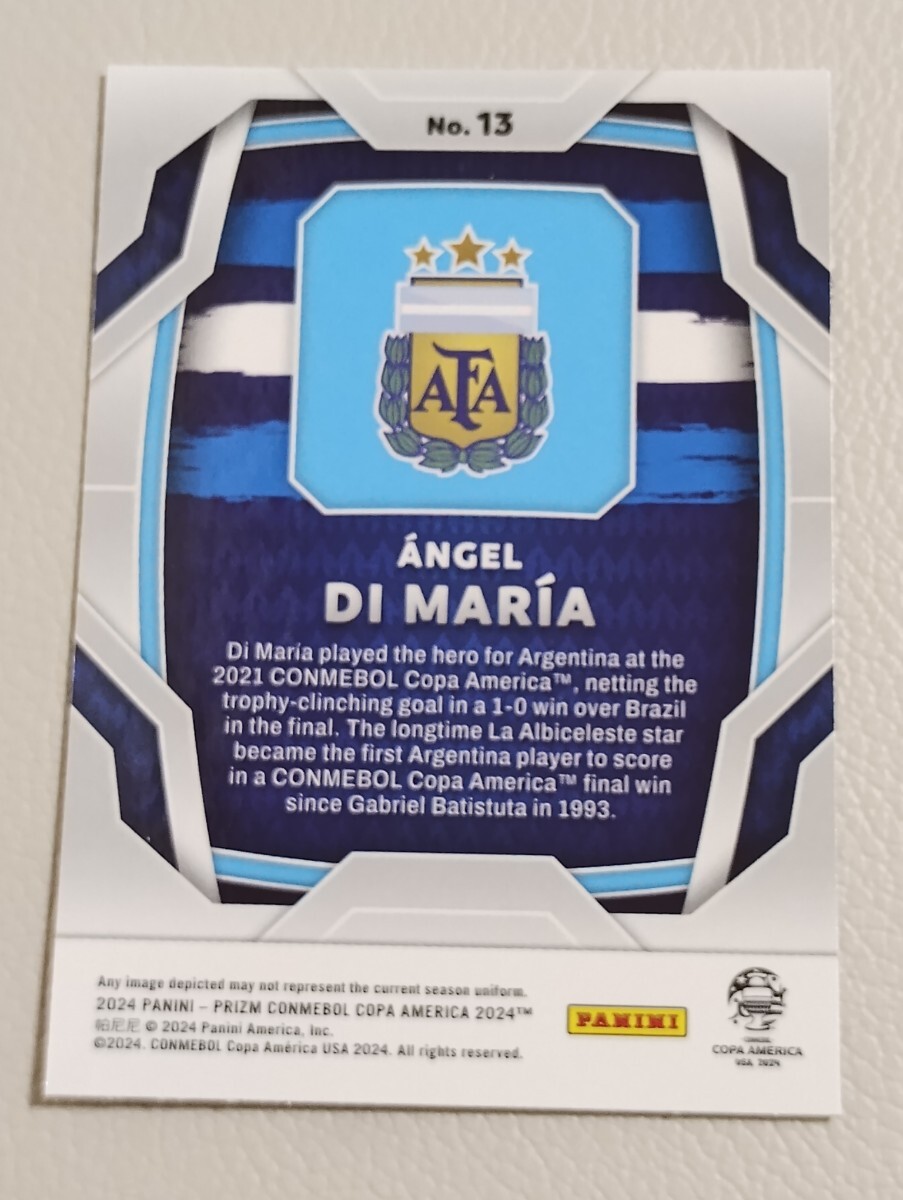 No. 13
AFA
ÁNGEL
DI MARÍA
Di María played the hero for Argentina at the
2021 CONMEBOL Copa America™, netting the
trophy-clinching goal in a 1-0 win over Brazil
in the final. The longtime La Albiceleste star
became the first Argentina player to score
in a CONMEBOL Copa America™ final win
since Gabriel Batistuta in 1993.
Any image depicted may not represent the current season uniform.
2024 PANINI – PRIZM CONMEBOL COPA AMERICA 2024™
帕尼尼 © 2024 Panini America, Inc.
©2024. CONMEBOL Copa América USA 2024. All rights reserved.
PANINI
CONMEBOL
COPA AMERICA
USA 2024